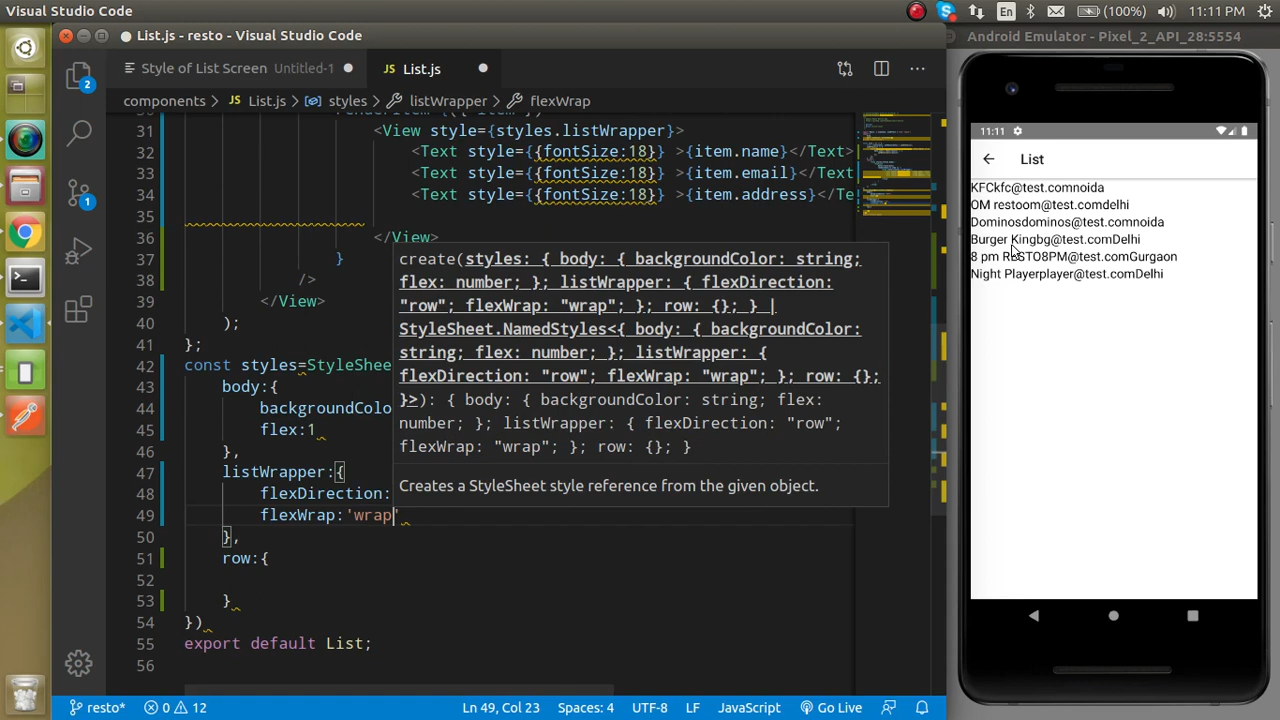 Visual Studio Code
En
(100%)
11:11 PM
List.js - resto - Visual Studio Code
Android Emulator - Pixel_2_API_28:5554
Style of List Screen Untitled-1
List.js
components > List.js > styles > listWrapper > flexWrap
31 <View style={styles.listWrapper}>
32 <Text style={{fontSize:18}} >{item.name}</Text>
33 <Text style={{fontSize:18}} >{item.email}</Text
34 <Text style={{fontSize:18}} >{item.address}</Te
35
36 </View>
37 }
38 />
39 </View>
40 );
41 };
42 const styles=StyleShee
43 body:{
44 backgroundColo
45 flex:1
46 },
47 listWrapper:{
48 flexDirection:
49 flexWrap:'wrap'
50 },
51 row:{
52
53 }
54 })
55 export default List;
56
create(styles: { body: { backgroundColor: string;
flex: number; }; listWrapper: { flexDirection:
"row"; flexWrap: "wrap"; }; row: {}; } |
StyleSheet.NamedStyles<{ body: { backgroundColor:
string; flex: number; }; listWrapper: {
flexDirection: "row"; flexWrap: "wrap"; }; row: {};
}>): { body: { backgroundColor: string; flex:
number; }; listWrapper: { flexDirection: "row";
flexWrap: "wrap"; }; row: {}; }
Creates a StyleSheet style reference from the given object.
2
1
resto*
0
12
Ln 49, Col 23
Spaces: 4
UTF-8
LF
JavaScript
Go Live
11:11
List
KFCkfc@test.comnoida
OM restoom@test.comdelhi
Dominosdominos@test.comnoida
Burger Kingbg@test.comDelhi
8 pm RESTO8PM@test.comGurgaon
Night Playerplayer@test.comDelhi